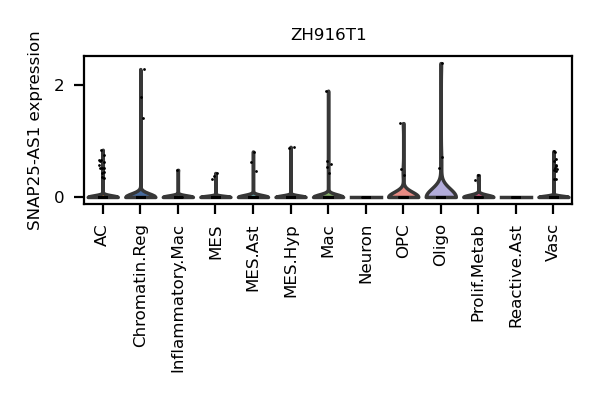 ZH916T1
SNAP25-AS1 expression
2
0
AC
Chromatin.Reg
Inflammatory.Mac
MES
MES.Ast
MES.Hyp
Mac
Neuron
OPC
Oligo
Prolif.Metab
Reactive.Ast
Vasc